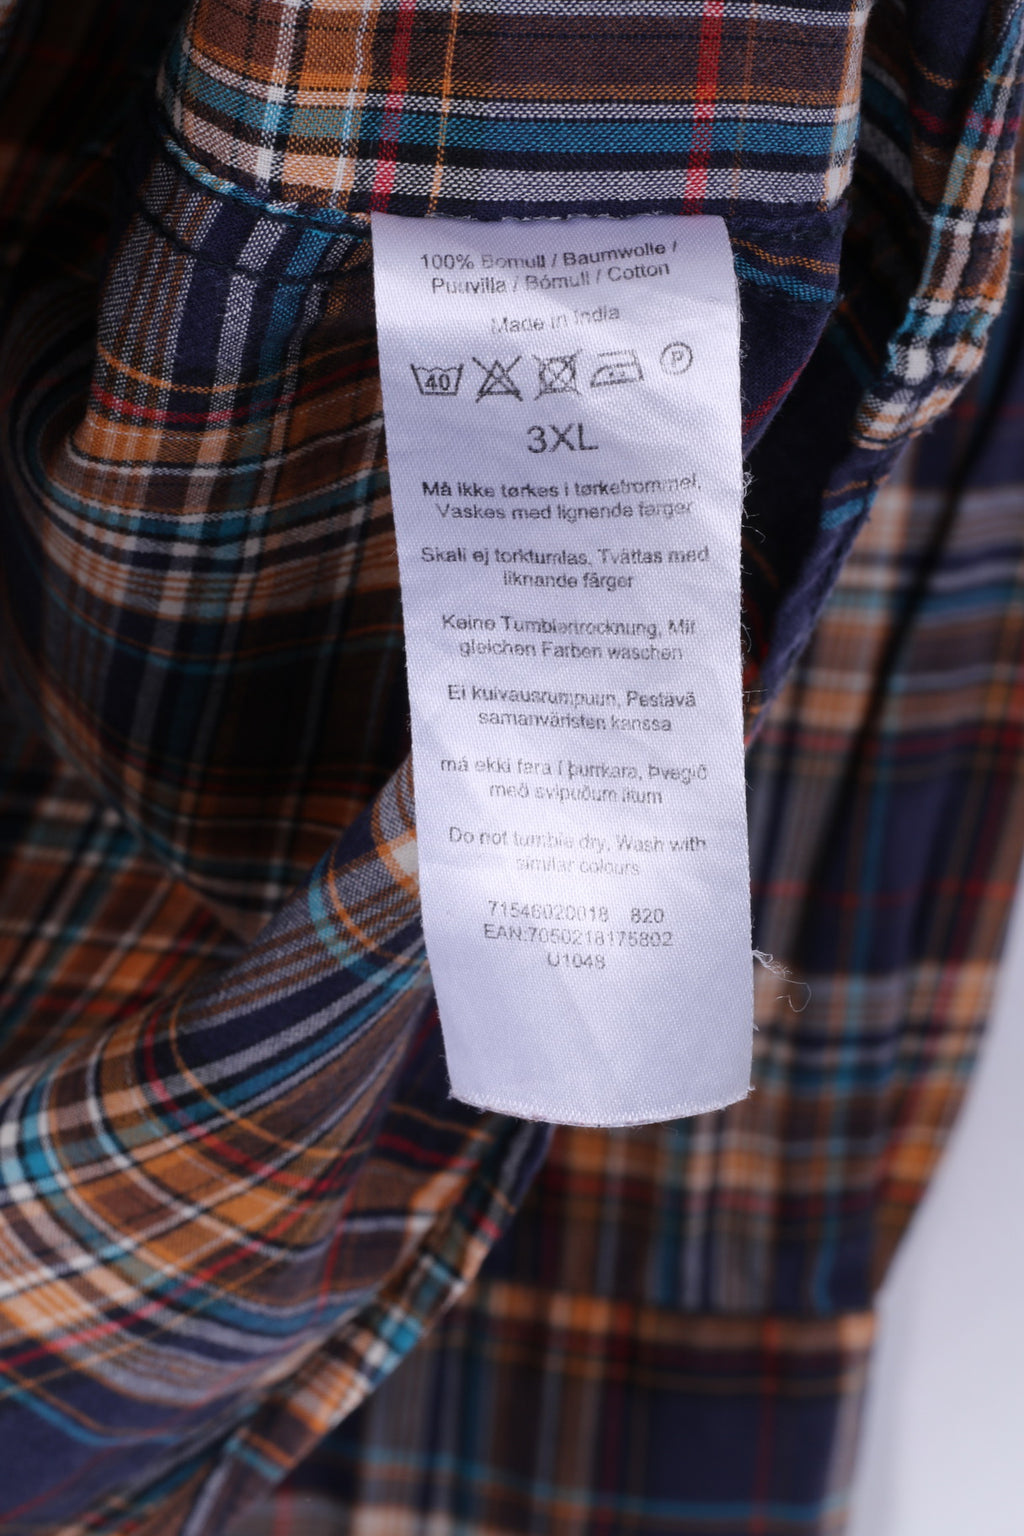 100% Bomull / Baumwolle /
Puuvilla / Bómull / Cotton
Made in India
40 P
3XL
Må ikke tørkes i tørketrommel,
Vaskes med lignende farger
Skall ej torktumlas, Tvättas med
liknande färger
Keine Tumblertrocknung, Mit
gleichen Farben waschen
Ei kuivausrumpuun, Pestävä
samanväristen kanssa
má ekki fara í þurrkara, Þvegið
með svipuðum litum
Do not tumble dry, Wash with
similar colours
71546020018 820
EAN:7050218175802
U1048